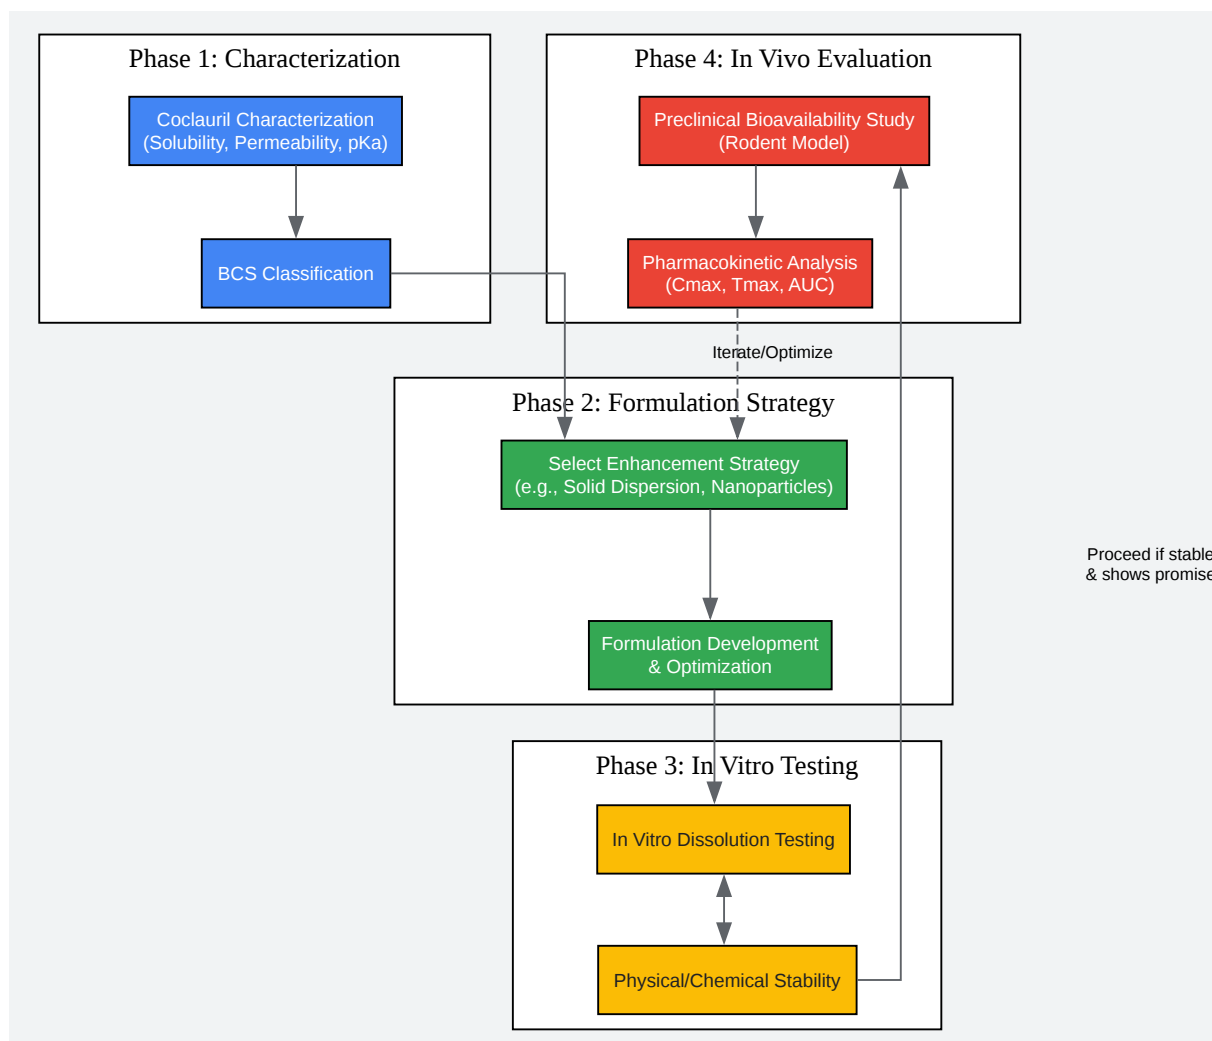 Phase 1: Characterization
Coclauril Characterization
(Solubility, Permeability, pKa)
BCS Classification
Phase 4: In Vivo Evaluation
Preclinical Bioavailability Study
(Rodent Model)
Pharmacokinetic Analysis
(Cmax, Tmax, AUC)
Iterate/Optimize
Phase 2: Formulation Strategy
Select Enhancement Strategy
(e.g., Solid Dispersion, Nanoparticles)
Formulation Development
& Optimization
Proceed if stable
& shows promise
Phase 3: In Vitro Testing
In Vitro Dissolution Testing
Physical/Chemical Stability